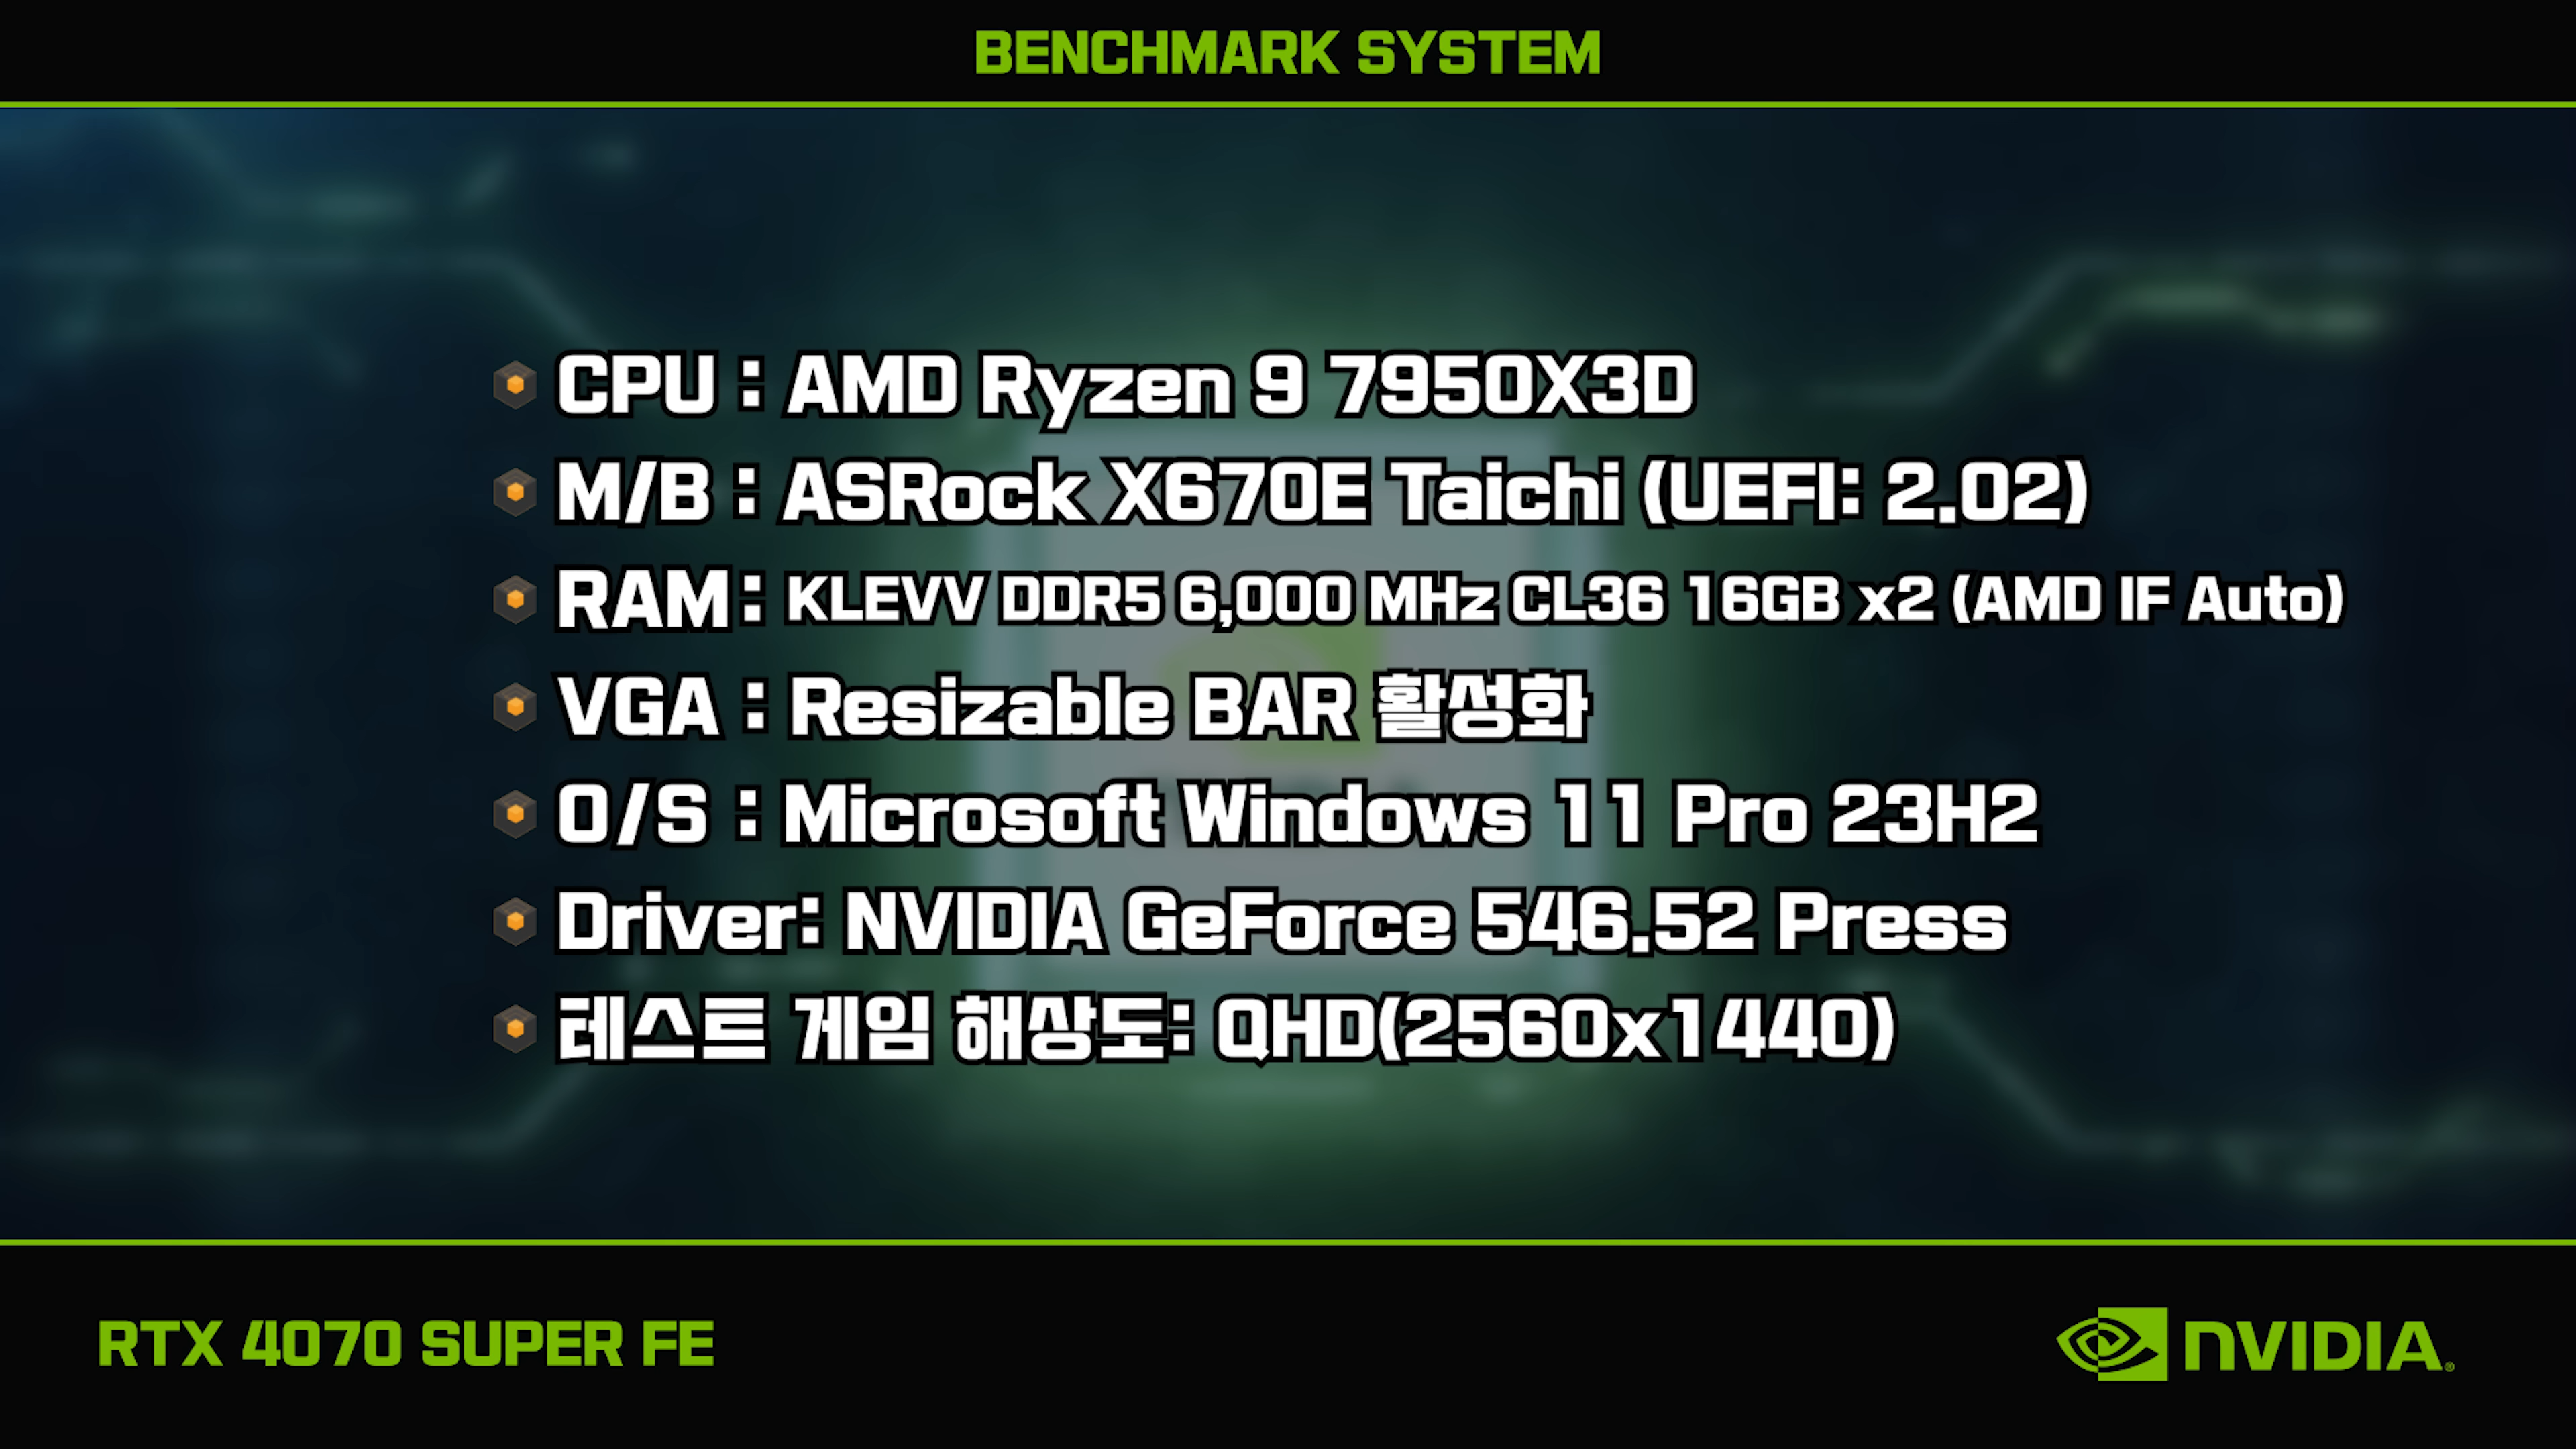 BENCHMARK SYSTEM
CPU : AMD Ryzen 9 7950X3D
M/B : ASRock X670E Taichi (UEFI: 2.02)
RAM : KLEVV DDR5 6,000 MHz CL36 16GB x2 (AMD IF Auto)
VGA : Resizable BAR 활성화
O/S : Microsoft Windows 11 Pro 23H2
Driver: NVIDIA GeForce 546.52 Press
테스트 게임 해상도: QHD(2560x1440)
RTX 4070 SUPER FE
NVIDIA®